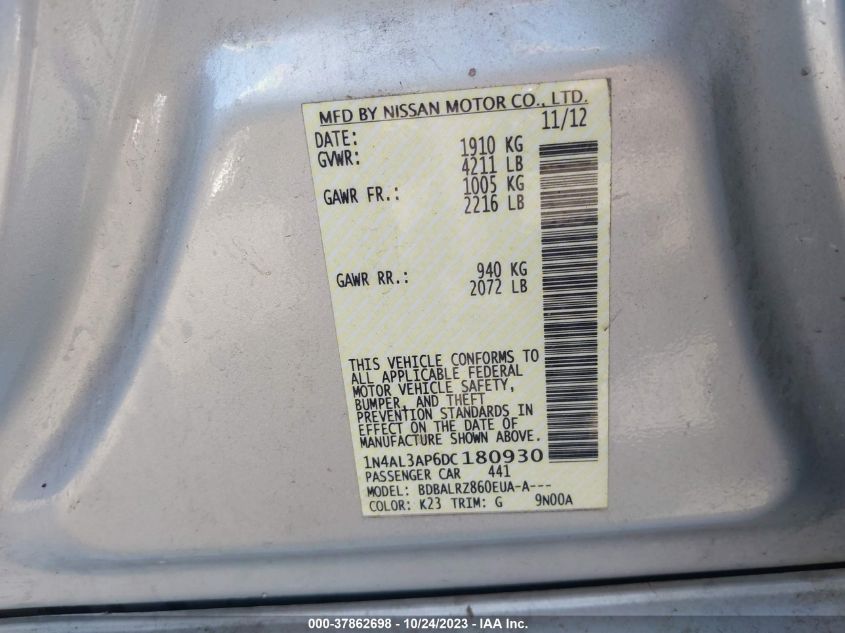 MFD BY NISSAN MOTOR CO., LTD.
DATE: 11/12
GVWR: 1910 KG
4211 LB
GAWR FR.: 1005 KG
2216 LB
GAWR RR.: 940 KG
2072 LB
THIS VEHICLE CONFORMS TO
ALL APPLICABLE FEDERAL
MOTOR VEHICLE SAFETY,
BUMPER, AND THEFT
PREVENTION STANDARDS IN
EFFECT ON THE DATE OF
MANUFACTURE SHOWN ABOVE.
1N4AL3AP6DC180930
PASSENGER CAR 441
MODEL: BDBALRZ860EUA-A---
COLOR: K23 TRIM: G 9N00A
000-37862698 - 10/24/2023 - IAA Inc.